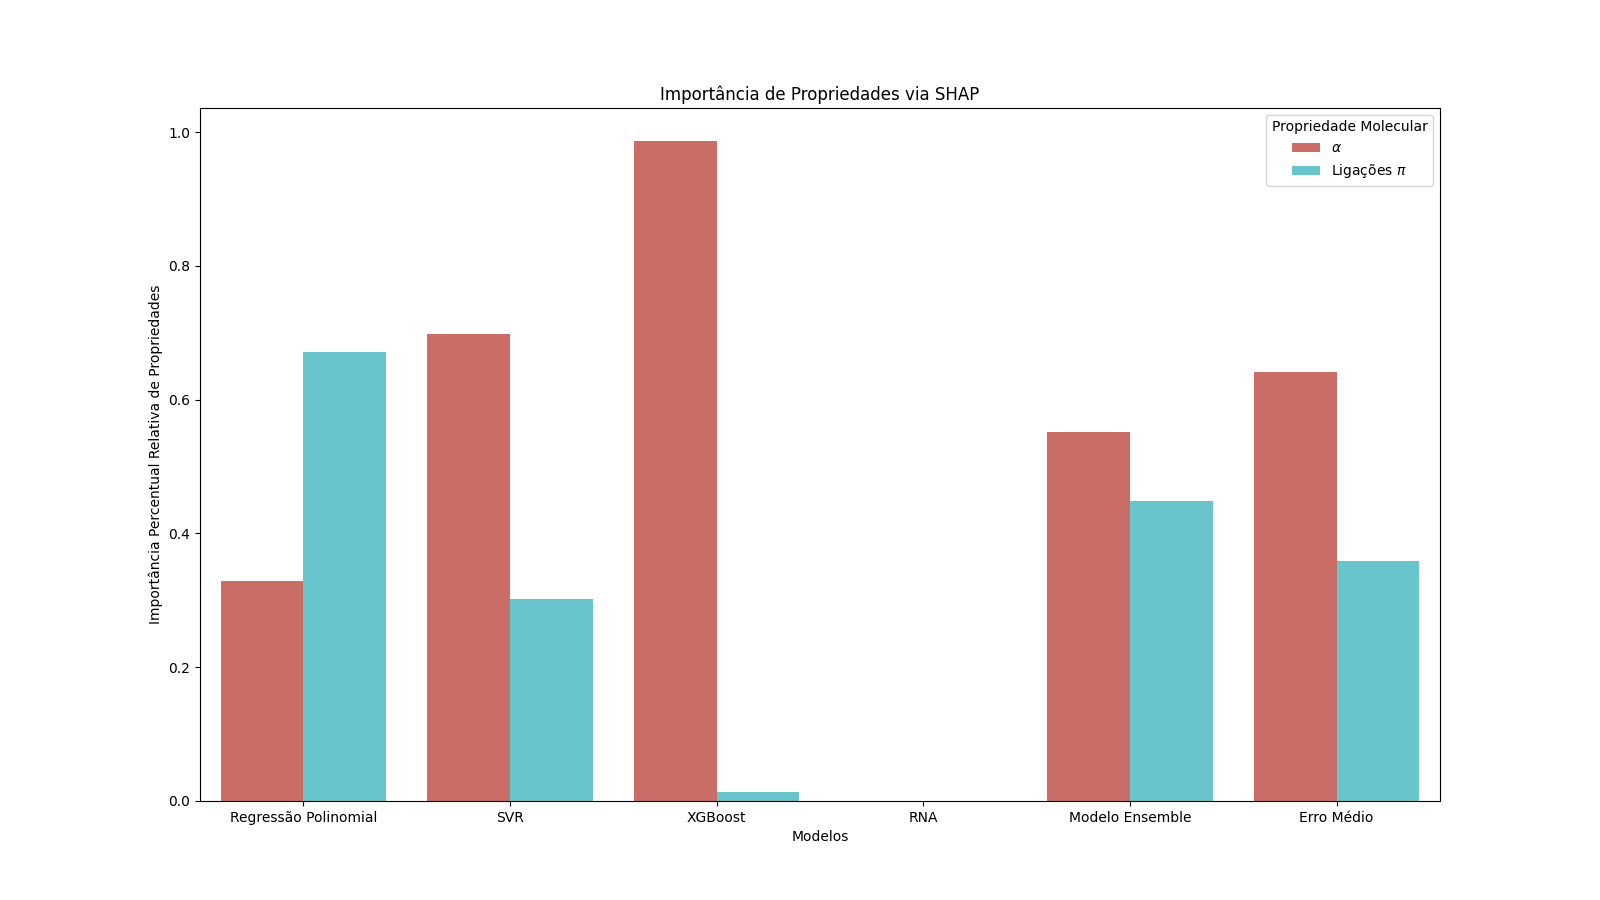 Importância de Propriedades via SHAP
Propriedade Molecular
α
Ligações π
Importância Percentual Relativa de Propriedades
1.0
0.8
0.6
0.4
0.2
0.0
Regressão Polinomial SVR XGBoost RNA Modelo Ensemble Erro Médio
Modelos